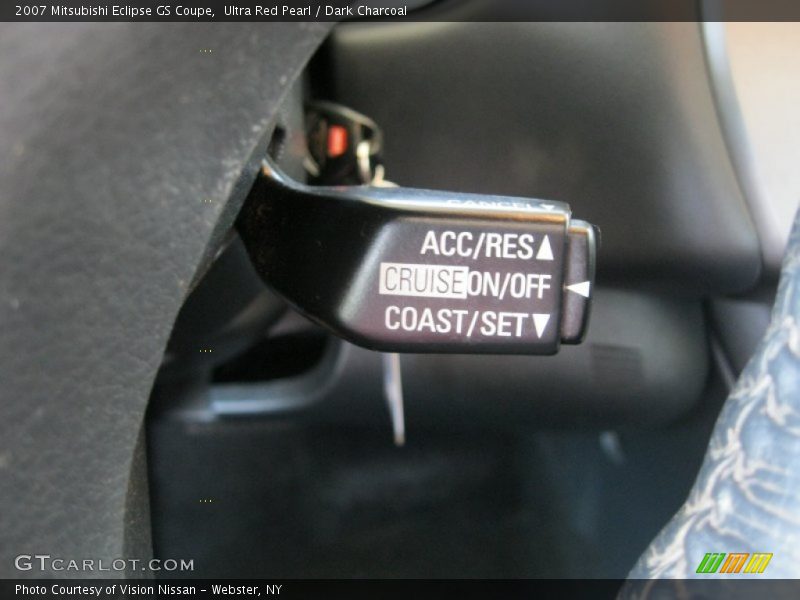 2007 Mitsubishi Eclipse GS Coupe,  Ultra Red Pearl / Dark Charcoal
CANCEL ▼
ACC/RES▲
CRUISE ON/OFF ◀
COAST/SET▼
GTCARLOT.COM
Photo Courtesy of Vision Nissan - Webster, NY